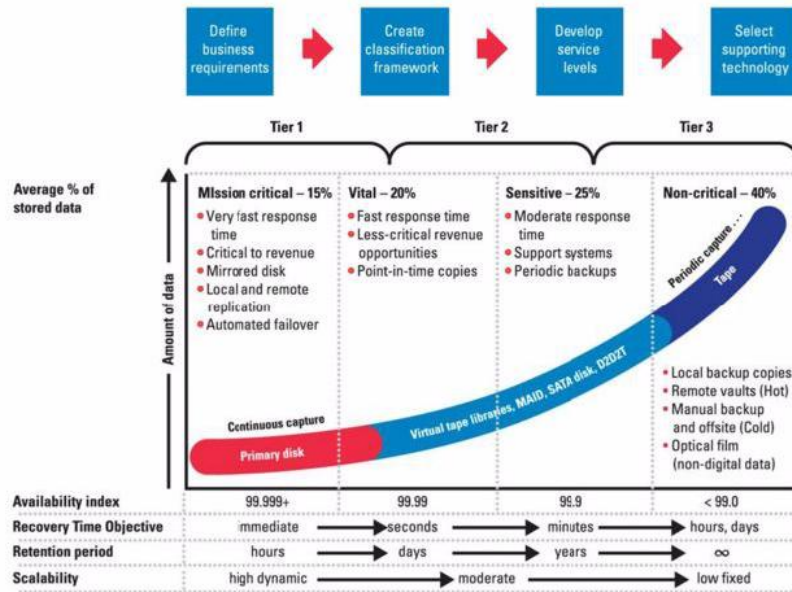 Define
business
requirements
Create
classification
framework
Develop
service
levels
Select
supporting
technology
Tier 1
Tier 2
Tier 3
Average % of
stored data
Amount of data
MIssion critical – 15%
• Very fast response
time
• Critical to revenue
• Mirrored disk
• Local and remote
replication
• Automated failover
Vital – 20%
• Fast response time
• Less-critical revenue
opportunities
• Point-in-time copies
Sensitive – 25%
• Moderate response
time
• Support systems
• Periodic backups
Non-critical – 40%
Periodic capture . . .
Tape
• Local backup copies
• Remote vaults (Hot)
• Manual backup
and offsite (Cold)
• Optical film
(non-digital data)
Continuous capture
Primary disk
Virtual tape libraries, MAID, SATA disk, D2D2T
Availability index 99.999+ 99.99 99.9 < 99.0
Recovery Time Objective immediate seconds minutes hours, days
Retention period hours days years ∞
Scalability high dynamic moderate low fixed